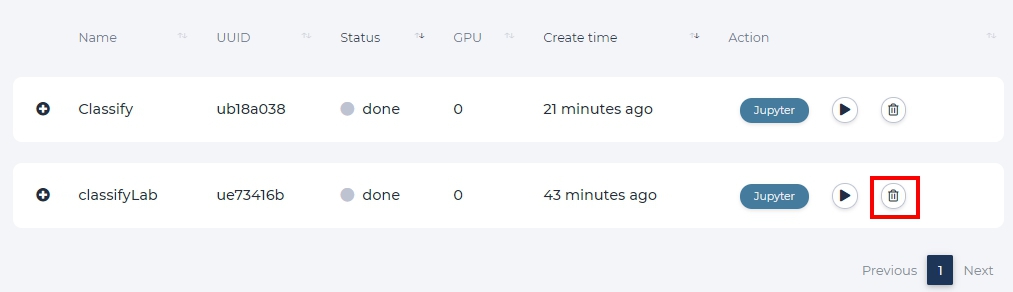 Name UUID Status GPU Create time Action
Classify ub18a038 done 0 21 minutes ago Jupyter
classifyLab ue73416b done 0 43 minutes ago Jupyter
Previous 1 Next